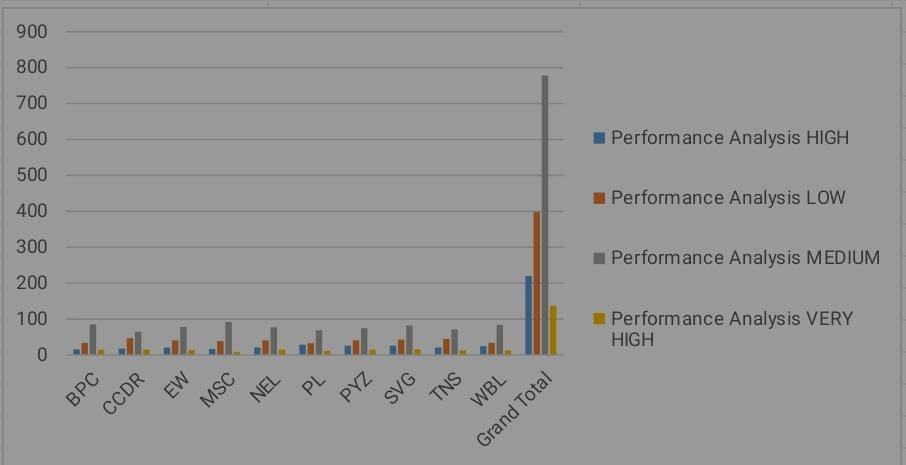 900
800
700
600
500
400
300
200
100
0
BPC
CCDR
EW
MSC
NEL
PL
PYZ
SVG
TNS
WBL
Grand Total
Performance Analysis HIGH
Performance Analysis LOW
Performance Analysis MEDIUM
Performance Analysis VERY
HIGH